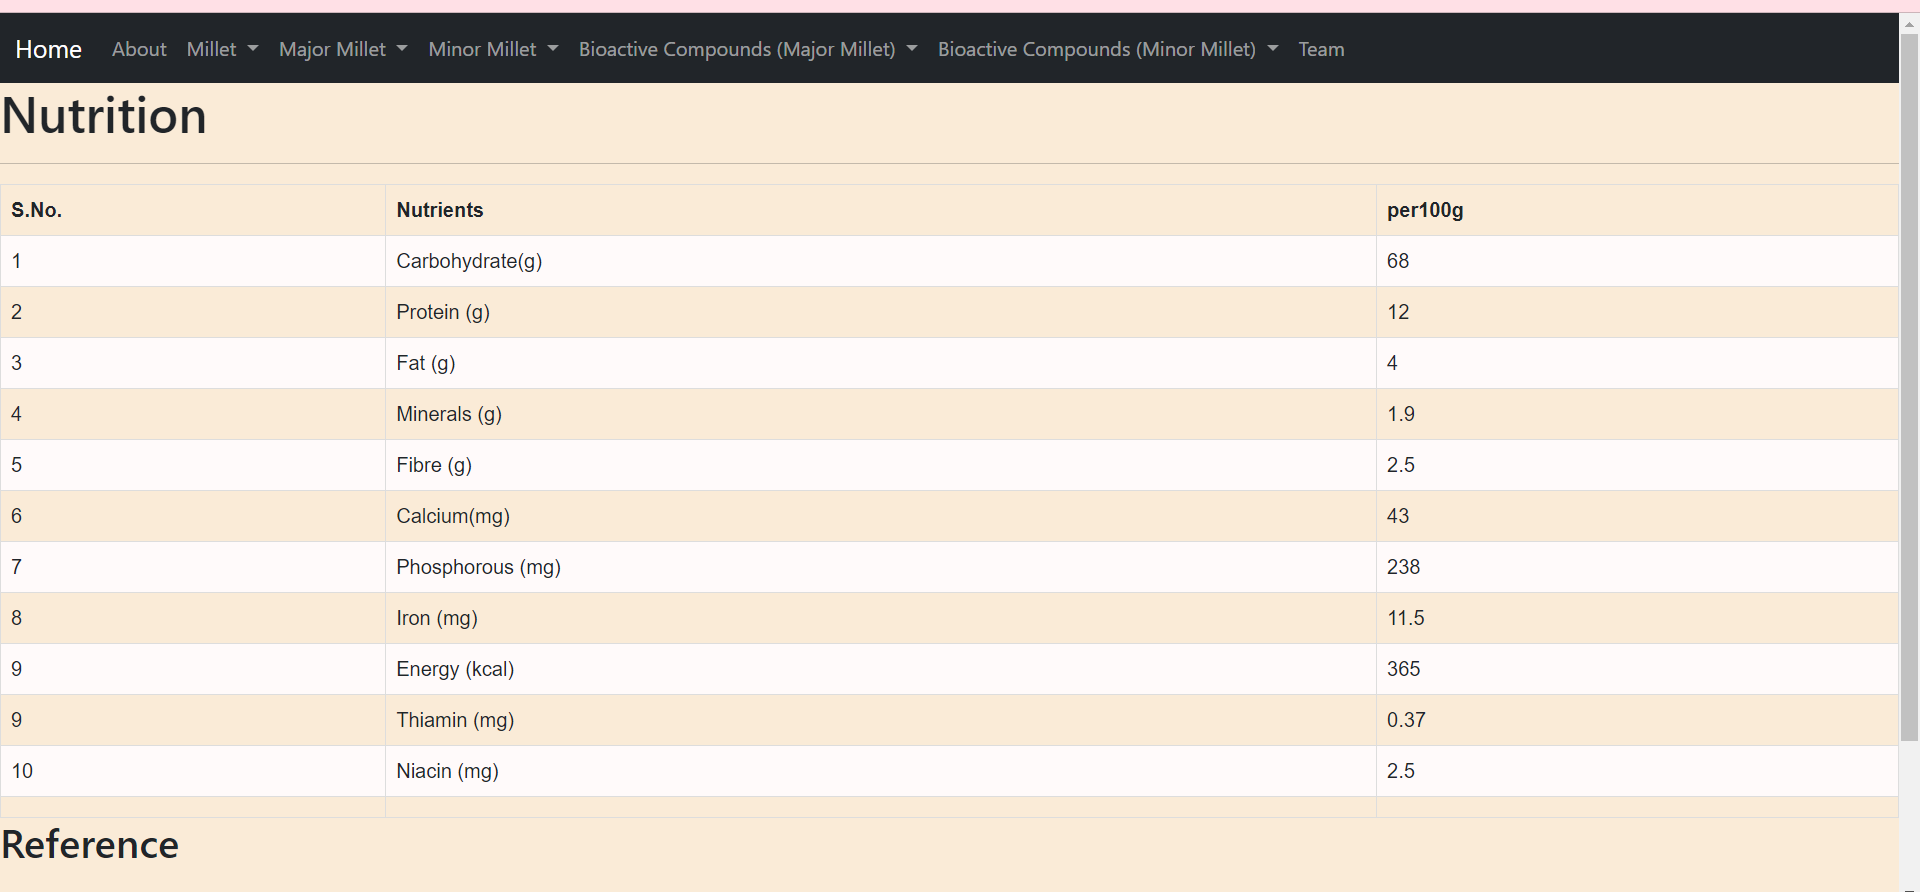 Home About Millet Major Millet Minor Millet Bioactive Compounds (Major Millet) Bioactive Compounds (Minor Millet) Team
Nutrition
S.No. Nutrients per100g
1 Carbohydrate(g) 68
2 Protein (g) 12
3 Fat (g) 4
4 Minerals (g) 1.9
5 Fibre (g) 2.5
6 Calcium(mg) 43
7 Phosphorous (mg) 238
8 Iron (mg) 11.5
9 Energy (kcal) 365
9 Thiamin (mg) 0.37
10 Niacin (mg) 2.5
Reference